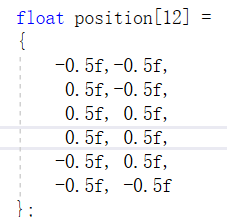 float position[12] =
{
-0.5f,-0.5f,
0.5f,-0.5f,
0.5f, 0.5f,
0.5f, 0.5f,
-0.5f, 0.5f,
-0.5f, -0.5f
};